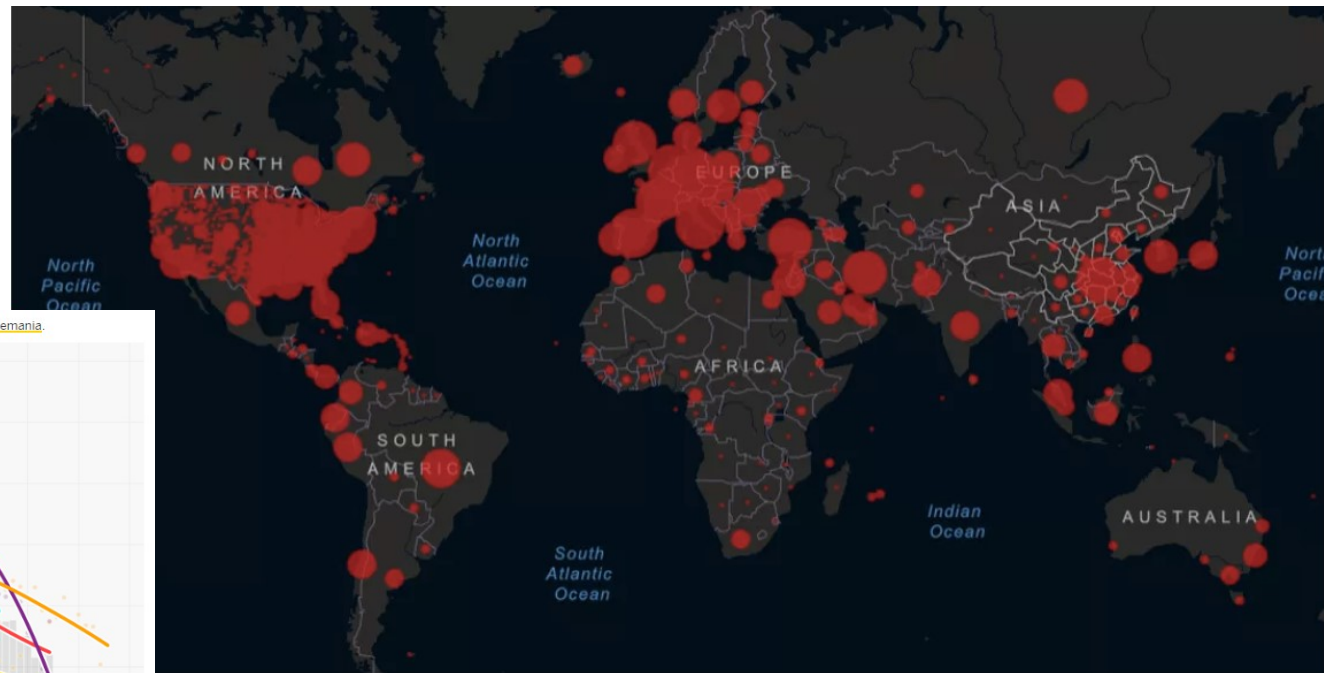 NORTH
AMERICA
EUROPE
ASIA
North
Atlantic
Ocean
North
Pacific
Ocean
North
Pacif
Ocea
emania.
AFRICA
SOUTH
AMERICA
Indian
Ocean
AUSTRALIA
South
Atlantic
Ocean